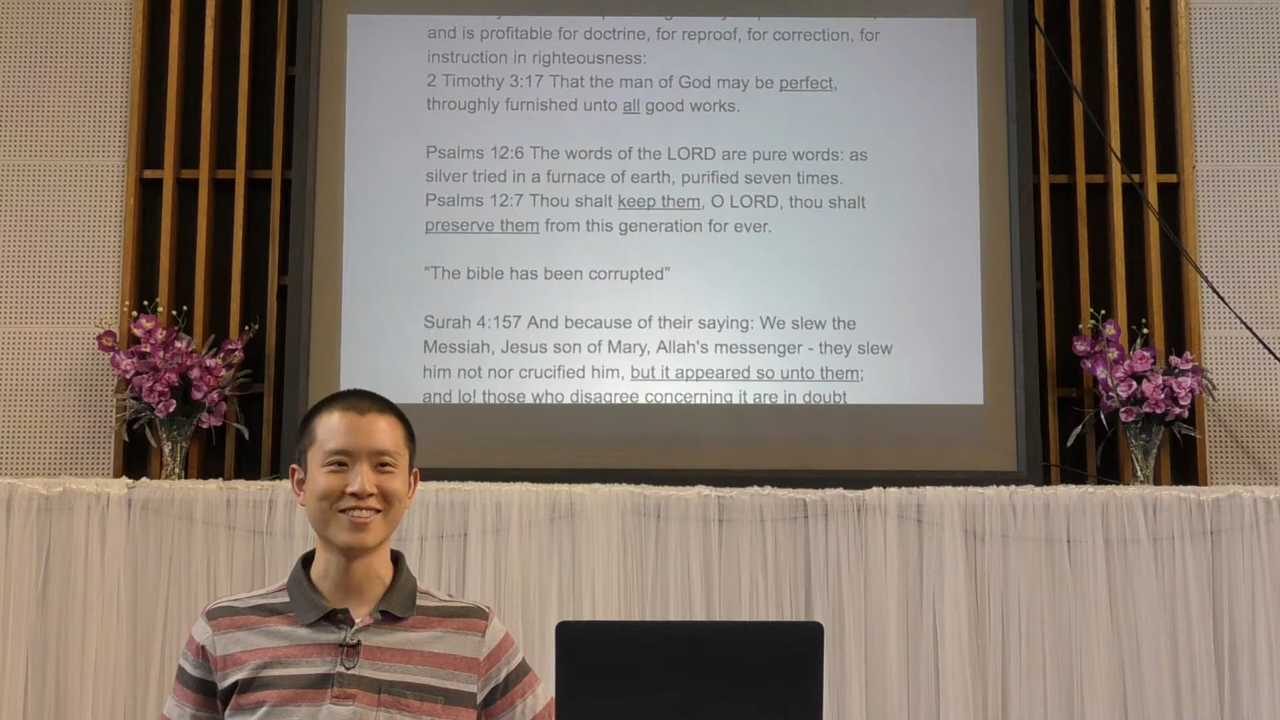 and is profitable for doctrine, for reproof, for correction, for
instruction in righteousness:
2 Timothy 3:17 That the man of God may be perfect,
throughly furnished unto all good works.
Psalms 12:6 The words of the LORD are pure words: as
silver tried in a furnace of earth, purified seven times.
Psalms 12:7 Thou shalt keep them, O LORD, thou shalt
preserve them from this generation for ever.
“The bible has been corrupted”
Surah 4:157 And because of their saying: We slew the
Messiah, Jesus son of Mary, Allah's messenger - they slew
him not nor crucified him, but it appeared so unto them;
and lo! those who disagree concerning it are in doubt